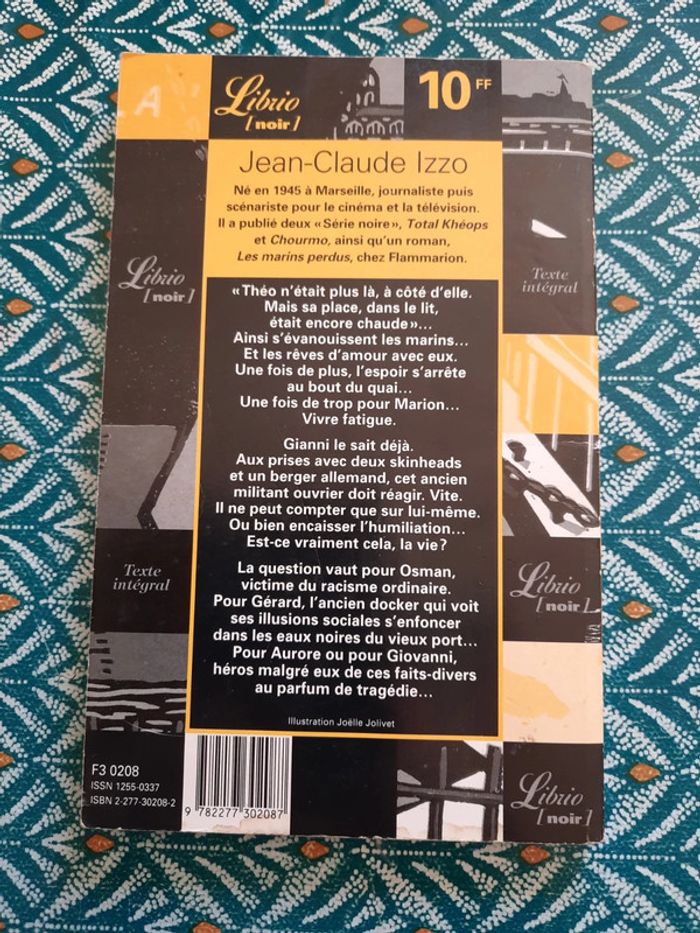 A
Librio
[noir]
10 FF
Jean-Claude Izzo
Né en 1945 à Marseille, journaliste puis
scénariste pour le cinéma et la télévision.
Il a publié deux «Série noire», Total Khéops
et Chourmo, ainsi qu'un roman,
Les marins perdus, chez Flammarion.
Librio
[noir]
Texte
intégral
«Théo n'était plus là, à côté d'elle.
Mais sa place, dans le lit,
était encore chaude»...
Ainsi s'évanouissent les marins...
Et les rêves d'amour avec eux.
Une fois de plus, l'espoir s'arrête
au bout du quai...
Une fois de trop pour Marion...
Vivre fatigue.
Gianni le sait déjà.
Aux prises avec deux skinheads
et un berger allemand, cet ancien
militant ouvrier doit réagir. Vite.
Il ne peut compter que sur lui-même.
Ou bien encaisser l'humiliation...
Est-ce vraiment cela, la vie?
La question vaut pour Osman,
victime du racisme ordinaire.
Pour Gérard, l'ancien docker qui voit
ses illusions sociales s'enfoncer
dans les eaux noires du vieux port...
Pour Aurore ou pour Giovanni,
héros malgré eux de ces faits-divers
au parfum de tragédie...
Texte
intégral
Librio
[noir]
Illustration Joëlle Jolivet
F3 0208
ISSN 1255-0337
ISBN 2-277-30208-2
9 782277 302087
Librio
[noir]